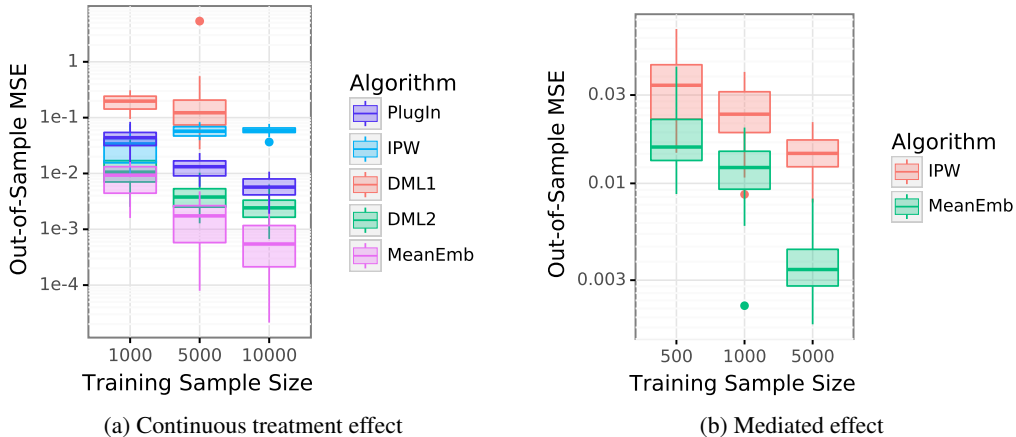 Out-of-Sample MSE
1
1e-1
1e-2
1e-3
1e-4
1000 5000 10000
Training Sample Size
Algorithm
PlugIn
IPW
DML1
DML2
MeanEmb
(a) Continuous treatment effect
Out-of-Sample MSE
0.03
0.01
0.003
500 1000 5000
Training Sample Size
Algorithm
IPW
MeanEmb
(b) Mediated effect